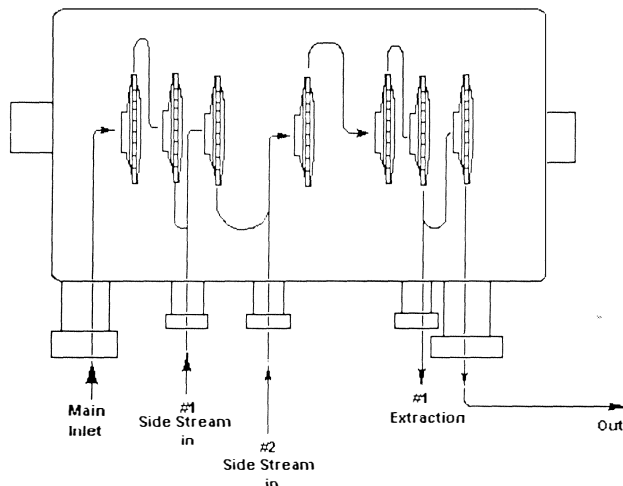 Main
Inlet
#1
Side Stream
in
#2
Side Stream
in
#1
Extraction
Out